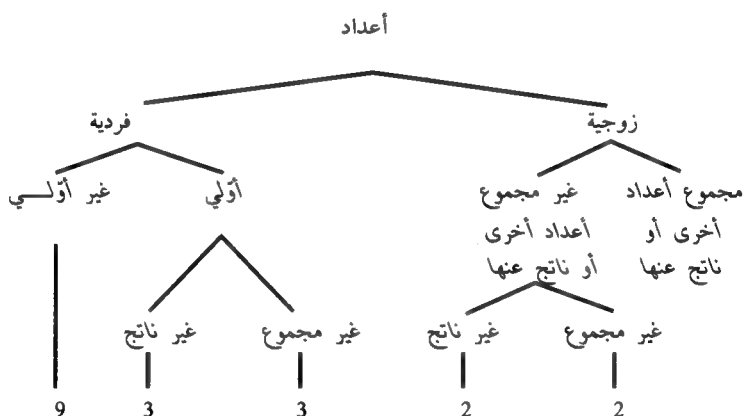 أعداد
زوجية
فردية
مجموع أعداد
أخرى أو
ناتج عنها
غير مجموع
أعداد أخرى
أو ناتج عنها
أوّلي
غير أوّلـــي
غير مجموع
غير ناتج
غير مجموع
غير ناتج
2
2
3
3
9